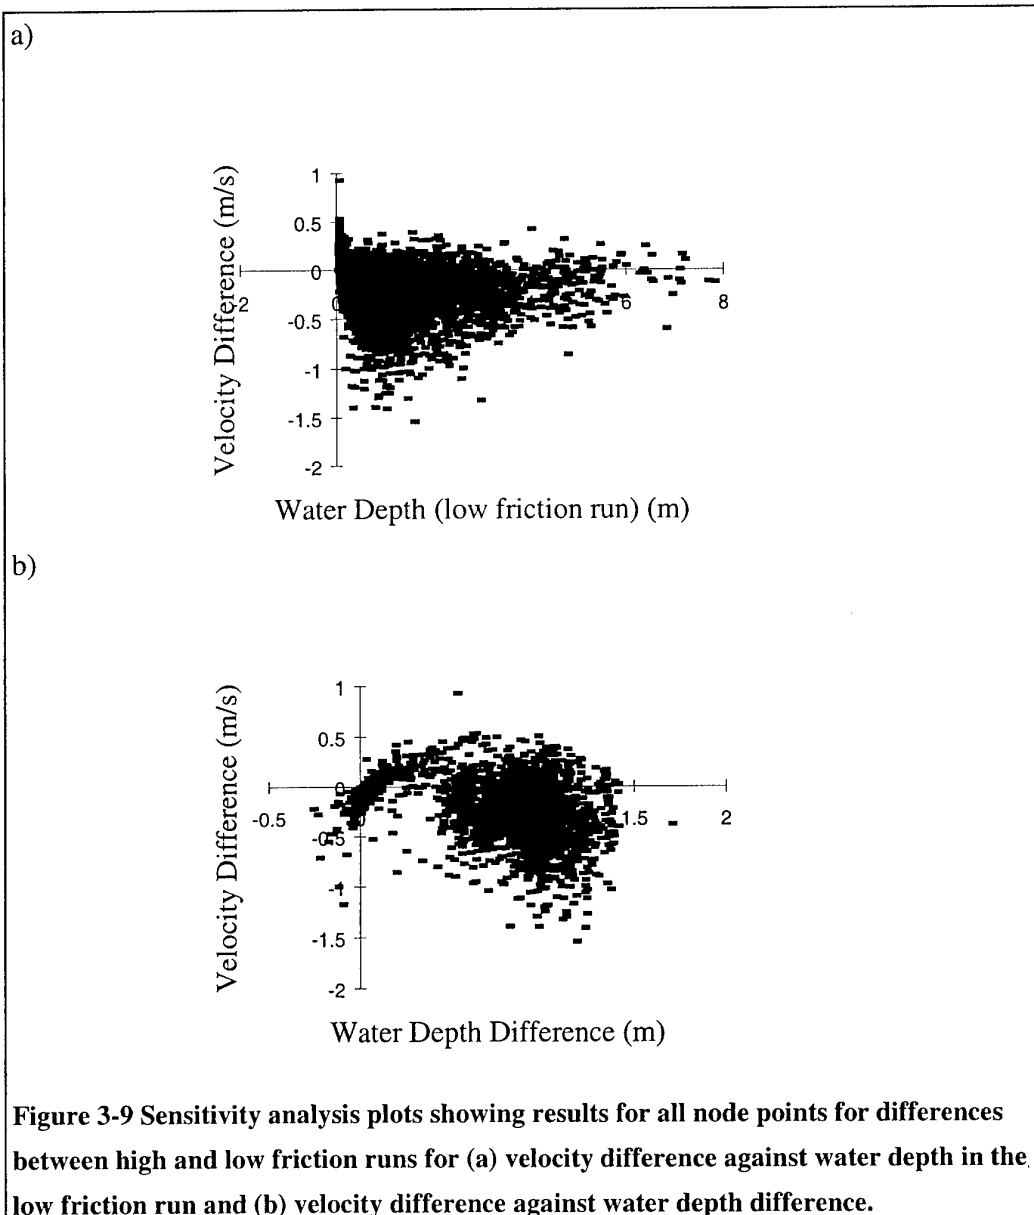 a)
Velocity Difference (m/s)
1
0.5
0
-2
0
6
8
-0.5
-1
-1.5
-2
Water Depth (low friction run) (m)
b)
Velocity Difference (m/s)
1
0.5
0
-0.5
0
1.5
2
-0.5
-1
-1.5
-2
Water Depth Difference (m)
Figure 3-9 Sensitivity analysis plots showing results for all node points for differences
between high and low friction runs for (a) velocity difference against water depth in the
low friction run and (b) velocity difference against water depth difference.